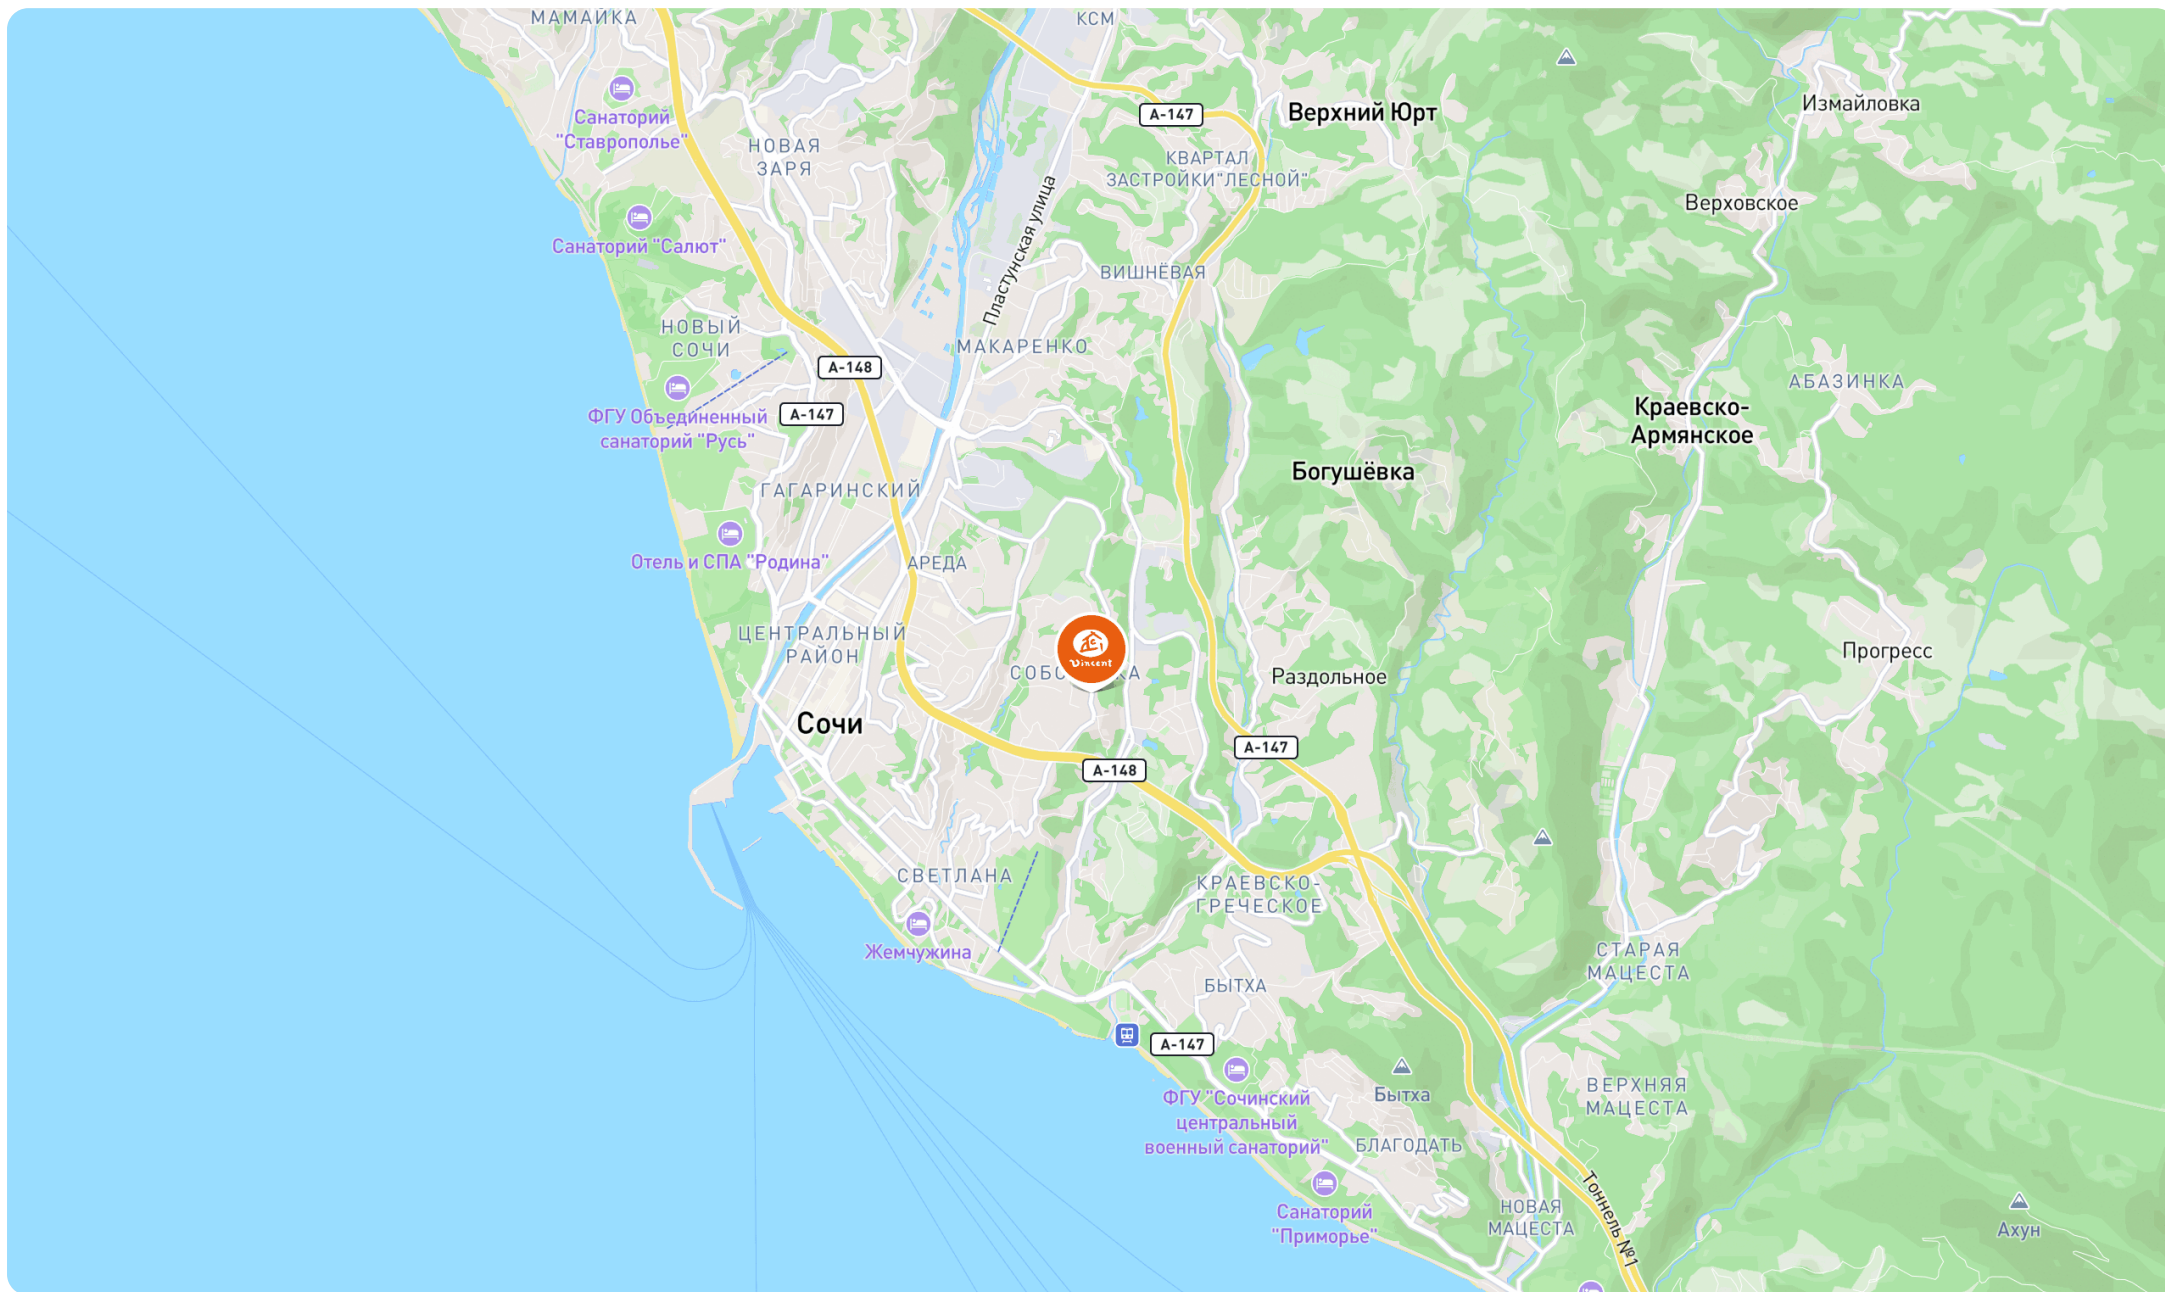 МАМАЙКА
КСМ
Санаторий
"Ставрополье"
НОВАЯ
ЗАРЯ
А-147
Верхний Юрт
КВАРТАЛ
ЗАСТРОЙКИ"ЛЕСНОЙ"
Измайловка
Верховское
Санаторий "Салют"
Пластунская улица
ВИШНЁВАЯ
НОВЫЙ
СОЧИ
МАКАРЕНКО
А-148
А-147
АБАЗИНКА
ФГУ Объединенный
санаторий "Русь"
Краевско-
Армянское
Богушёвка
ГАГАРИНСКИЙ
Отель и СПА "Родина"
АРЕДА
ЦЕНТРАЛЬНЫЙ
РАЙОН
Vincent
Раздольное
Прогресс
Сочи
А-147
А-148
СВЕТЛАНА
КРАЕВСКО-
ГРЕЧЕСКОЕ
Жемчужина
СТАРАЯ
МАЦЕСТА
БЫТХА
А-147
ФГУ "Сочинский
центральный
военный санаторий"
Бытха
ВЕРХНЯЯ
МАЦЕСТА
БЛАГОДАТЬ
Санаторий
"Приморье"
НОВАЯ
МАЦЕСТА
Тоннель №1
Ахун